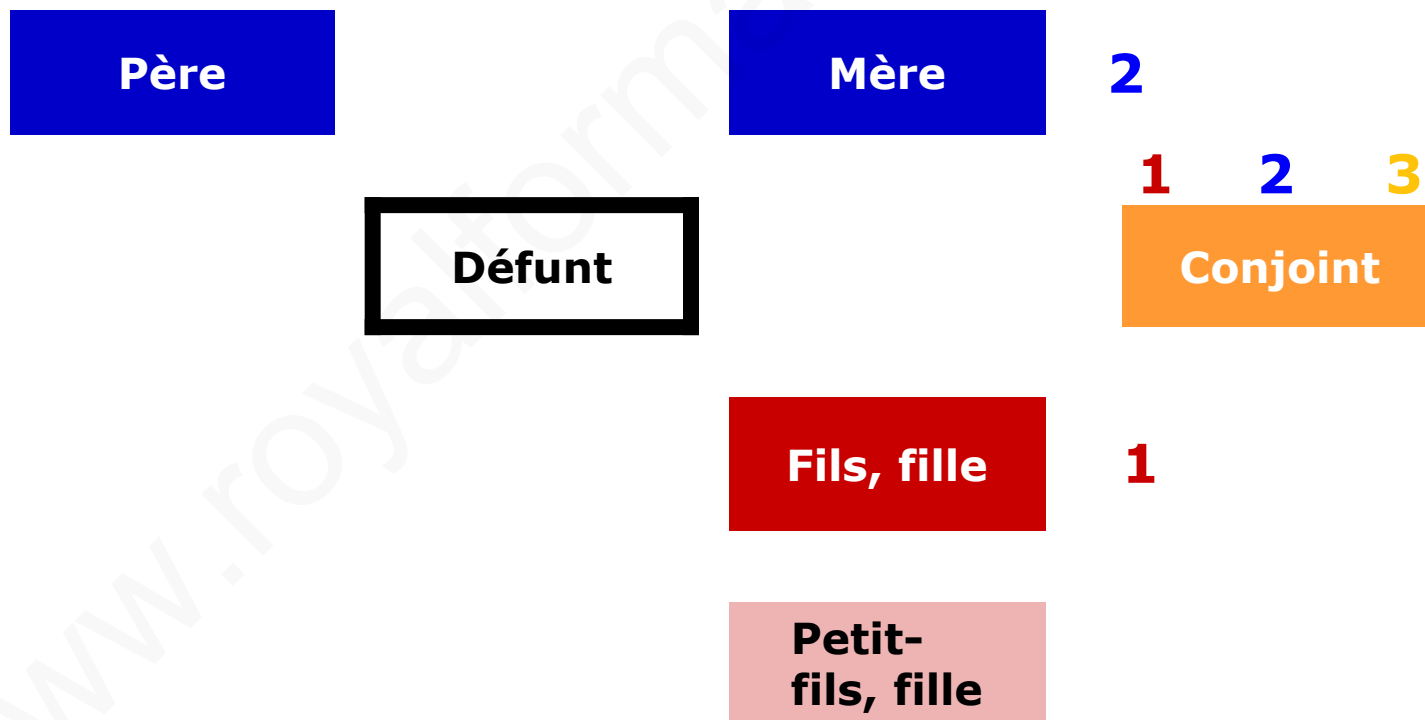 Père
Mère 2
1 2 3
Défunt
Conjoint
Fils, fille 1
Petit-
fils, fille